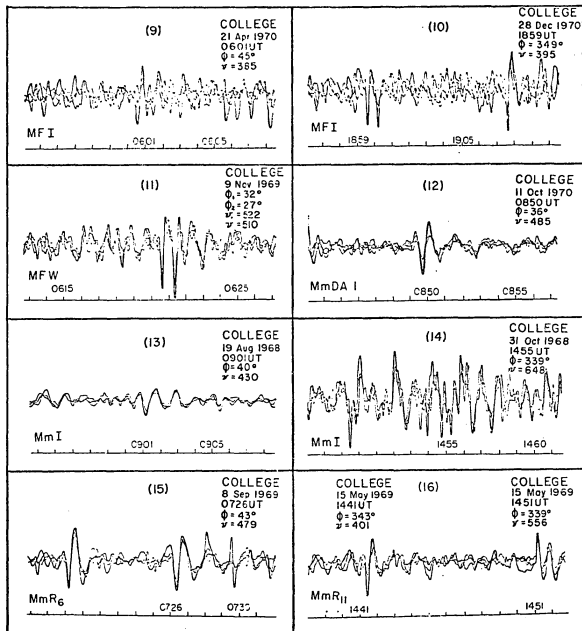 (9)
COLLEGE
21 Apr 1970
0601UT
Φ = 45°
v = 385
MFI
0601 0605
(10)
COLLEGE
28 Dec 1970
1859UT
Φ = 349°
v = 395
MFI
1859 1905
(11)
COLLEGE
9 Nov 1969
Φ₁ = 32°
Φ₂ = 27°
v₁ = 522
v = 510
MFW
0615 0625
(12)
COLLEGE
11 Oct 1970
0850UT
Φ = 36°
v = 485
MmDA I
0850 0855
(13)
COLLEGE
19 Aug 1968
0901UT
Φ = 40°
v = 430
MmI
0901 0905
(14)
COLLEGE
31 Oct 1968
1455UT
Φ = 339°
v = 648
MmI
1455 1460
(15)
COLLEGE
8 Sep 1969
0726UT
Φ = 43°
v = 479
MmR₆
0726 0735
COLLEGE
15 May 1969
1441UT
Φ = 343°
v = 401
(16)
COLLEGE
15 May 1969
1451UT
Φ = 339°
v = 556
MmR₁₁
1441 1451